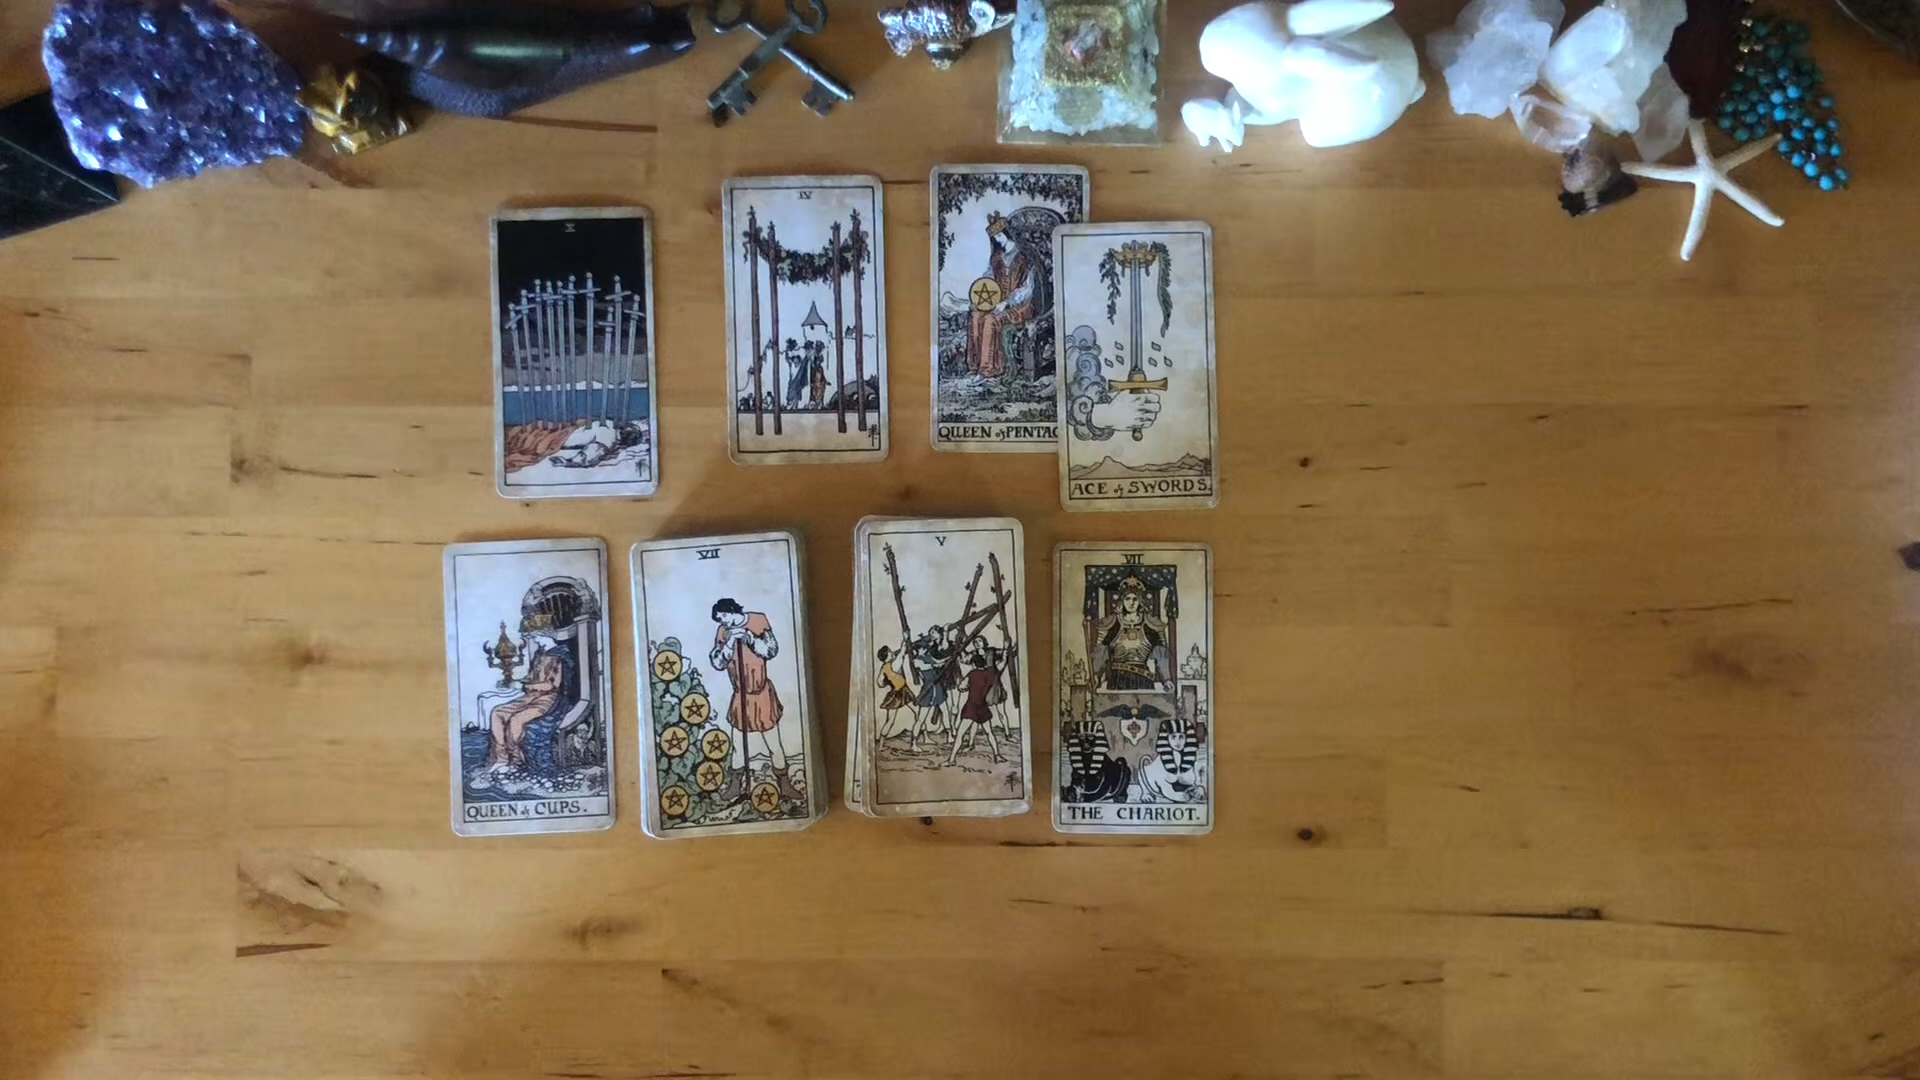 X
IV
QUEEN of PENTAC
ACE of SWORDS.
QUEEN of CUPS.
VII
V
VII
THE CHARIOT.